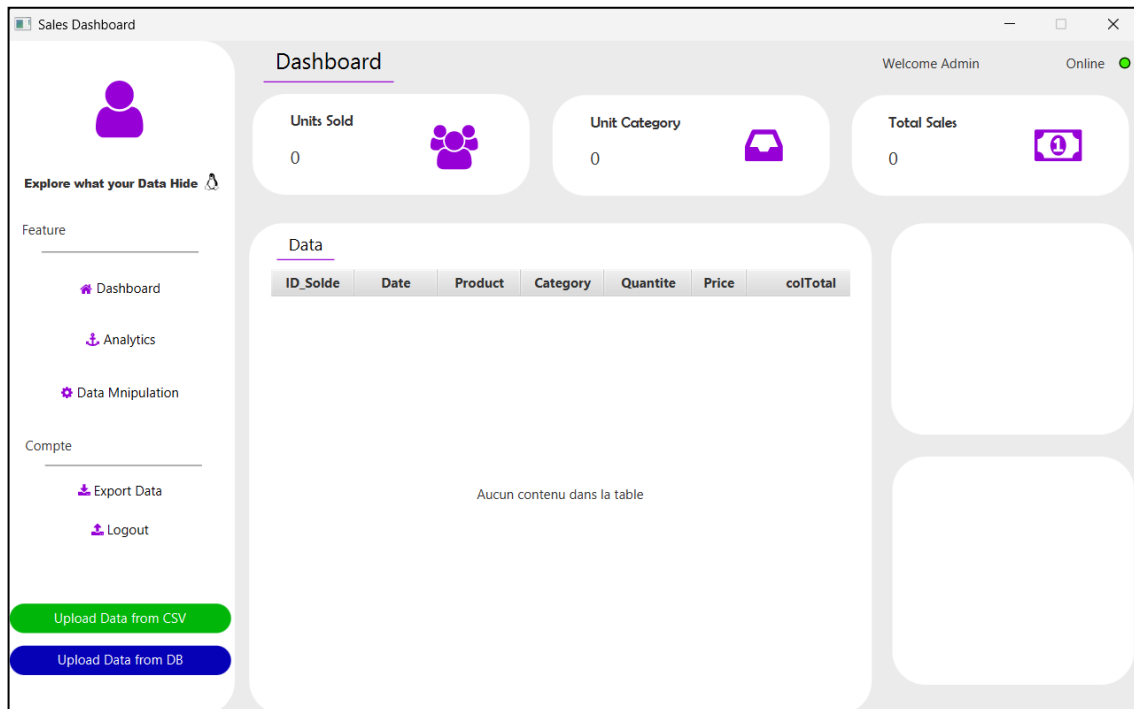 Sales Dashboard
Dashboard
Welcome Admin
Online
Explore what your Data Hide
Feature
Dashboard
Analytics
Data Mnipulation
Compte
Export Data
Logout
Upload Data from CSV
Upload Data from DB
Units Sold
0
Unit Category
0
Total Sales
0
1
Data
ID_Solde Date Product Category Quantite Price colTotal
Aucun contenu dans la table